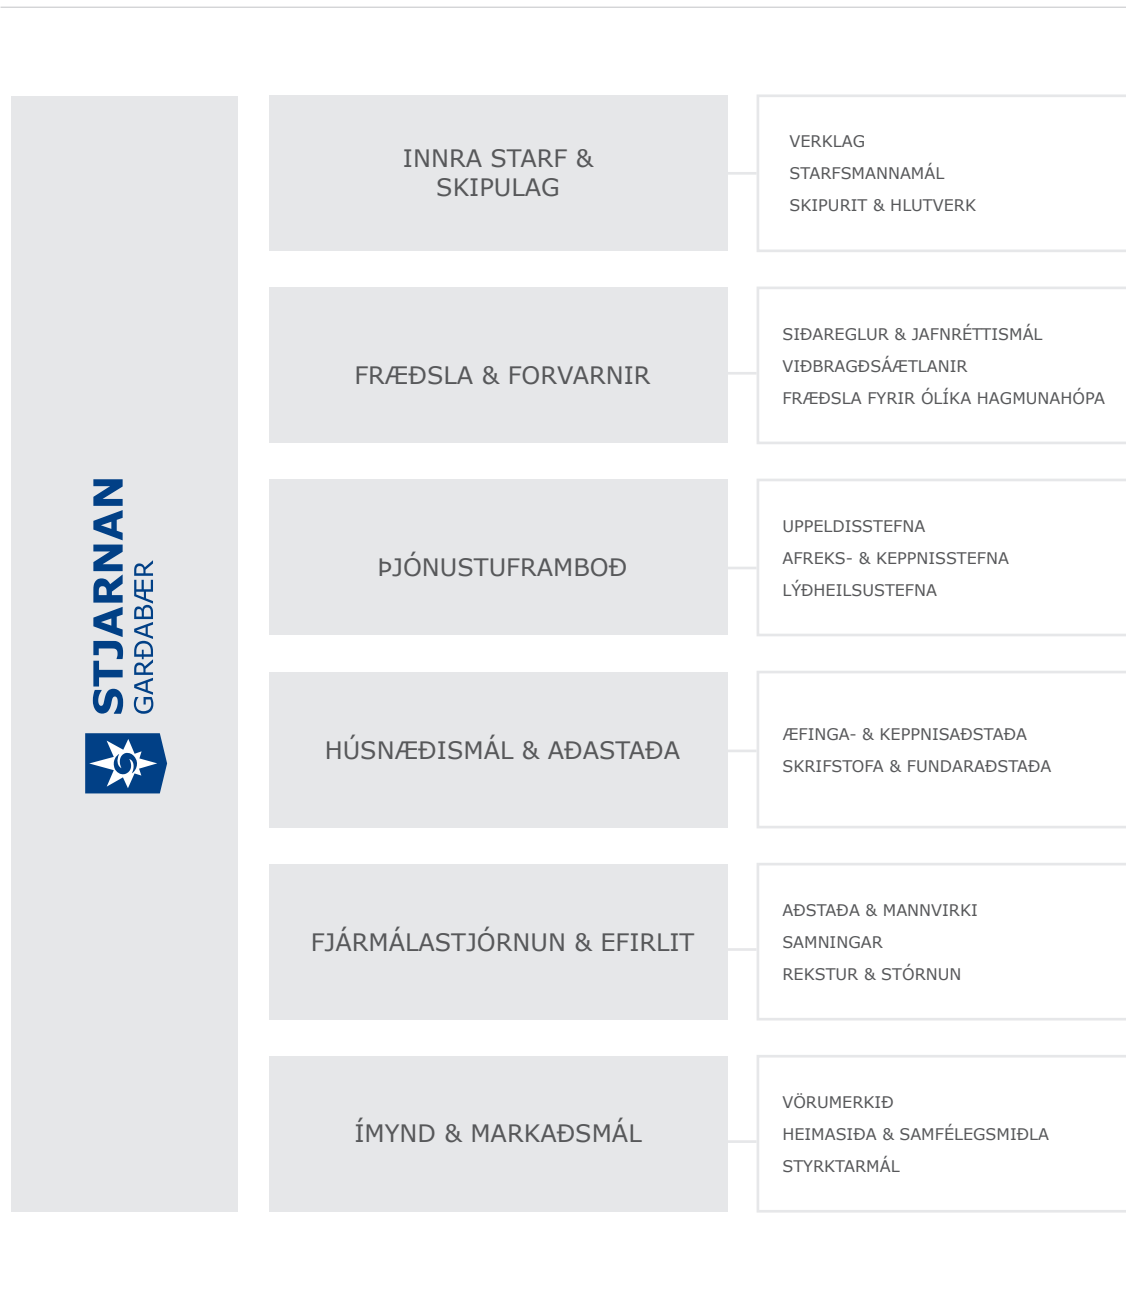 STJARNAN
GARÐABÆR
INNRA STARF &
SKIPULAG
VERKLAG
STARFSMANNAMÁL
SKIPURIT & HLUTVERK
FRÆÐSLA & FORVARNIR
SIÐAREGLUR & JAFNRÉTTISMÁL
VIÐBRAGÐSÁÆTLANIR
FRÆÐSLA FYRIR ÓLÍKA HAGMUNAHÓPA
ÞJÓNUSTUFRAMBOÐ
UPPELDISSTEFNA
AFREKS- & KEPPNISSTEFNA
LÝÐHEILSUSTEFNA
HÚSNÆÐISMÁL & AÐASTAÐA
ÆFINGA- & KEPPNISAÐSTAÐA
SKRIFSTOFA & FUNDARAÐSTAÐA
FJÁRMÁLASTJÓRNUN & EFIRLIT
AÐSTAÐA & MANNVIRKI
SAMNINGAR
REKSTUR & STÓRNUN
ÍMYND & MARKAÐSMÁL
VÖRUMERKIÐ
HEIMASIÐA & SAMFÉLEGSMIÐLA
STYRKTARMÁL